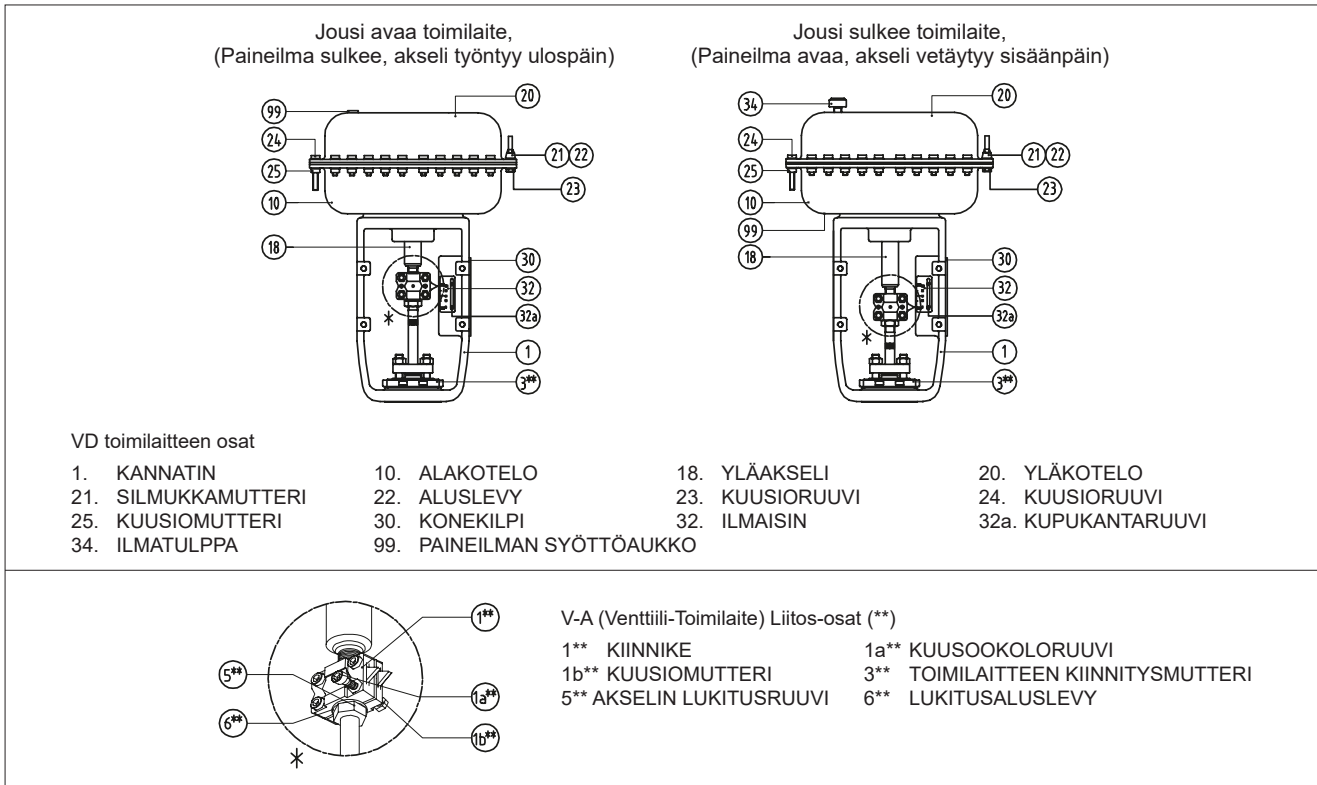 Jousi avaa toimilaite,
(Paineilma sulkee, akseli työntyy ulospäin)
Jousi sulkee toimilaite,
(Paineilma avaa, akseli vetäytyy sisäänpäin)
99
20
24
21 22
25
23
10
18
30
32
32a
1
3**
34
20
24
21 22
25
23
10
99
18
30
32
32a
1
3**
VD toimilaitteen osat
1. KANNATIN 10. ALAKOTELO 18. YLÄAKSELI 20. YLÄKOTELO
21. SILMUKKAMUTTERI 22. ALUSLEVY 23. KUUSIORUUVI 24. KUUSIORUUVI
25. KUUSIOMUTTERI 30. KONEKILPI 32. ILMAISIN 32a. KUPUKANTARUUVI
34. ILMATULPPA 99. PAINEILMAN SYÖTTÖAUKKO
1**
5**
1a**
6**
1b**
V-A (Venttiili-Toimilaite) Liitos-osat (**)
1** KIINNIKE 1a** KUUSOOKOLORUUVI
1b** KUUSIOMUTTERI 3** TOIMILAITTEEN KIINNITYSMUTTERI
5** AKSELIN LUKITUSRUUVI 6** LUKITUSALUSLEVY